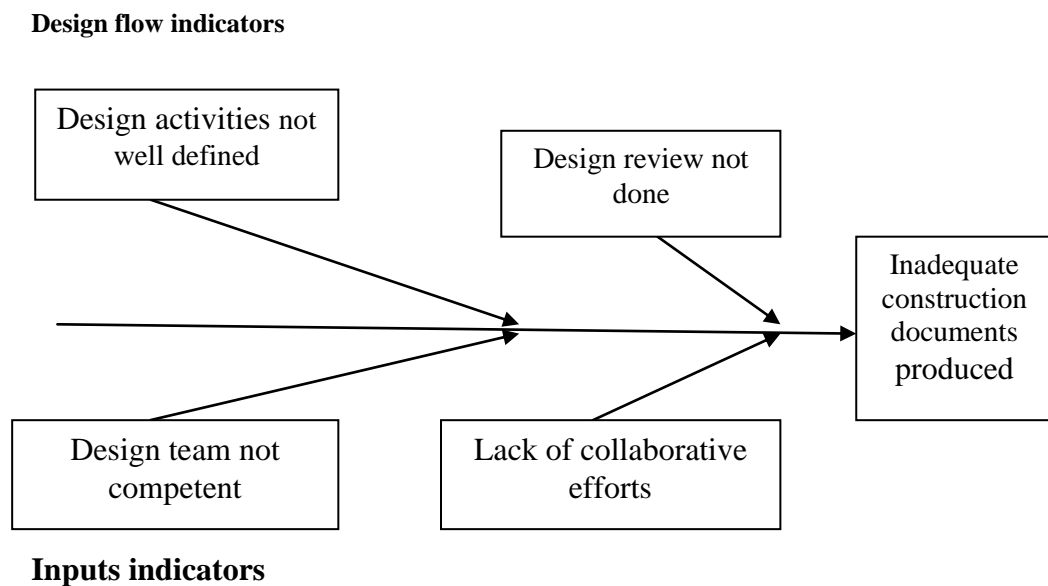 Design flow indicators
Design activities not
well defined
Design review not
done
Inadequate
construction
documents
produced
Design team not
competent
Lack of collaborative
efforts
Inputs indicators